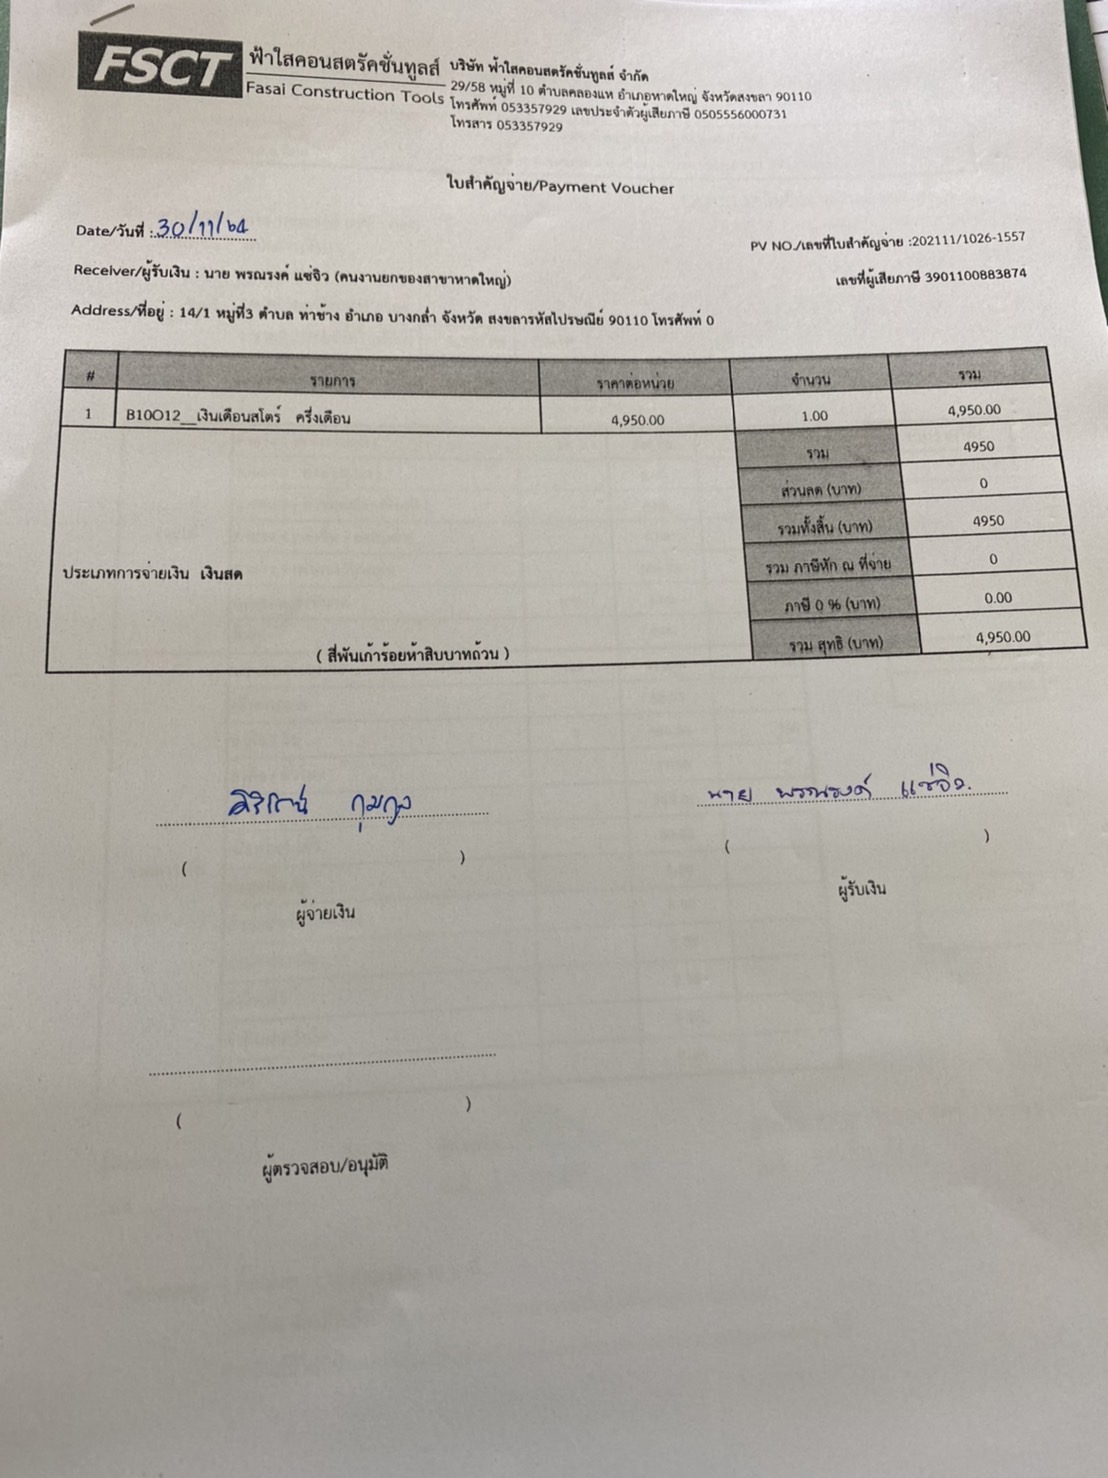 FSCT
ฟ้าใสคอนสตรัคชั่นทูลส์
Fasai Construction Tools
บริษัท ฟ้าใสคอนสตรัคชั่นทูลส์ จำกัด
29/58 หมู่ที่ 10 ตำบลคลองแห อำเภอหาดใหญ่ จังหวัดสงขลา 90110
โทรศัพท์ 053357929 เลขประจำตัวผู้เสียภาษี 0505556000731
โทรสาร 053357929
ใบสำคัญจ่าย/Payment Voucher
Date/วันที่ : 30/11/64
PV NO./เลขที่ใบสำคัญจ่าย :202111/1026-1557
Receiver/ผู้รับเงิน : นาย พรณรงค์ แซ่จิว (คนงานยกของสาขาหาดใหญ่)
เลขที่ผู้เสียภาษี 3901100883874
Address/ที่อยู่ : 14/1 หมู่ที่3 ตำบล ท่าช้าง อำเภอ บางกล่ำ จังหวัด สงขลารหัสไปรษณีย์ 90110 โทรศัพท์ 0
# รายการ ราคาต่อหน่วย จำนวน รวม
1 B10O12__เงินเดือนสโตร์ ครึ่งเดือน 4,950.00 1.00 4,950.00
รวม 4950
ส่วนลด (บาท) 0
รวมทั้งสิ้น (บาท) 4950
รวม ภาษีหัก ณ ที่จ่าย 0
ประเภทการจ่ายเงิน เงินสด
ภาษี 0 % (บาท) 0.00
รวม สุทธิ (บาท) 4,950.00
( สี่พันเก้าร้อยห้าสิบบาทถ้วน )
นาย พรณรงค์ แซ่จิว
( )
( )
ผู้จ่ายเงิน
ผู้รับเงิน
( )
ผู้ตรวจสอบ/อนุมัติ